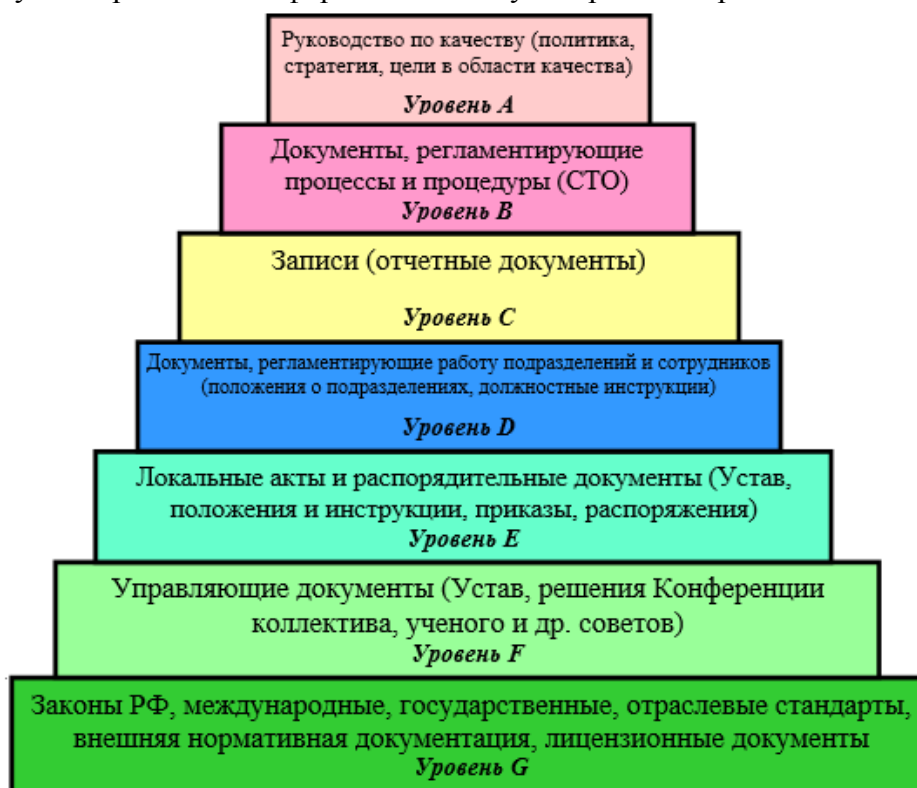 Руководство по качеству (политика,
стратегия, цели в области качества)
Уровень A
Документы, регламентирующие
процессы и процедуры (СТО)
Уровень B
Записи (отчетные документы)
Уровень C
Документы, регламентирующие работу подразделений и сотрудников
(положения о подразделениях, должностные инструкции)
Уровень D
Локальные акты и распорядительные документы (Устав,
положения и инструкции, приказы, распоряжения)
Уровень E
Управляющие документы (Устав, решения Конференции
коллектива, ученого и др. советов)
Уровень F
Законы РФ, международные, государственные, отраслевые стандарты,
внешняя нормативная документация, лицензионные документы
Уровень G